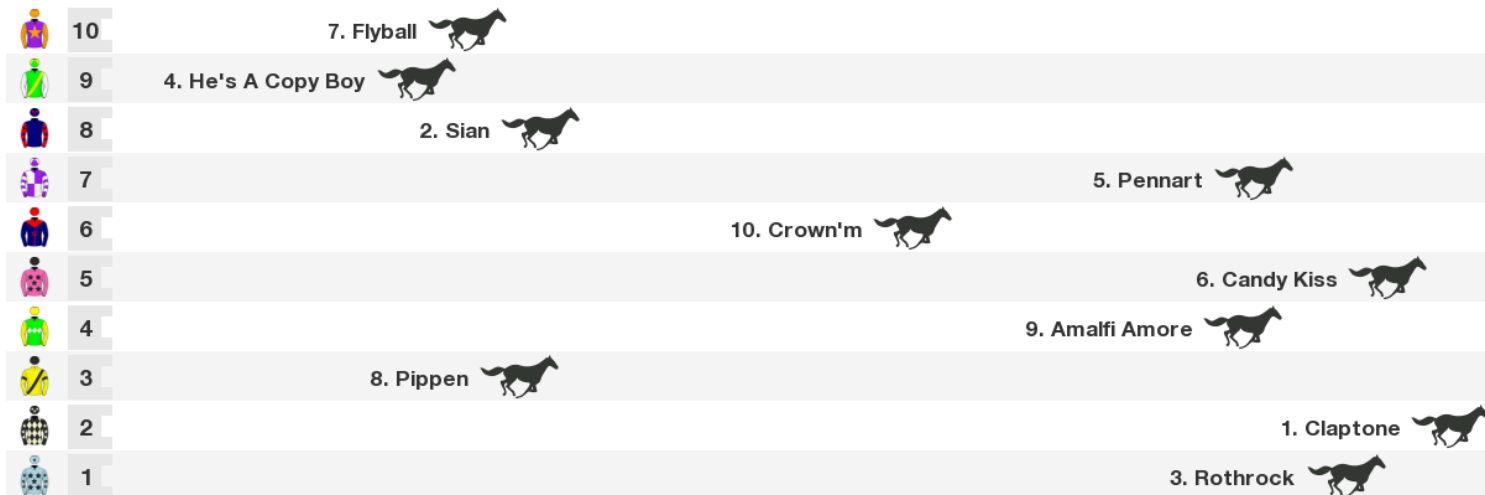 10 7. Flyball
9 4. He's A Copy Boy
8 2. Sian
7 5. Pennart
6 10. Crown'm
5 6. Candy Kiss
4 9. Amalfi Amore
3 8. Pippen
2 1. Claptone
1 3. Rothrock